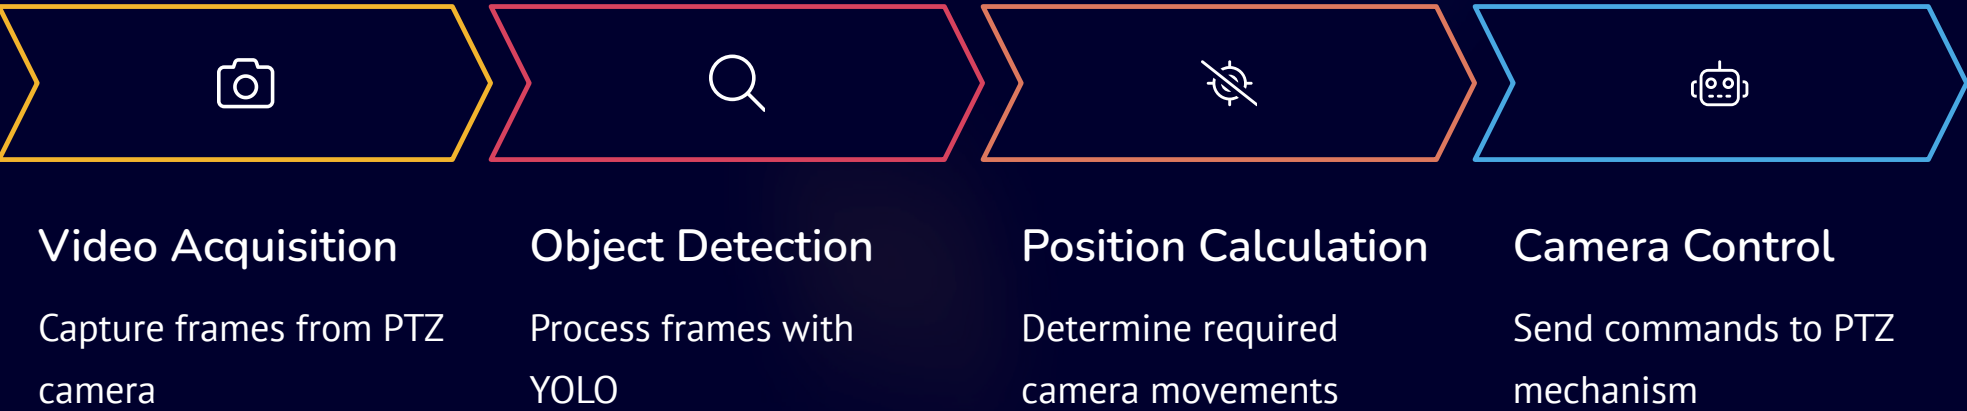 Video Acquisition
Capture frames from PTZ
camera
Object Detection
Process frames with
YOLO
Position Calculation
Determine required
camera movements
Camera Control
Send commands to PTZ
mechanism